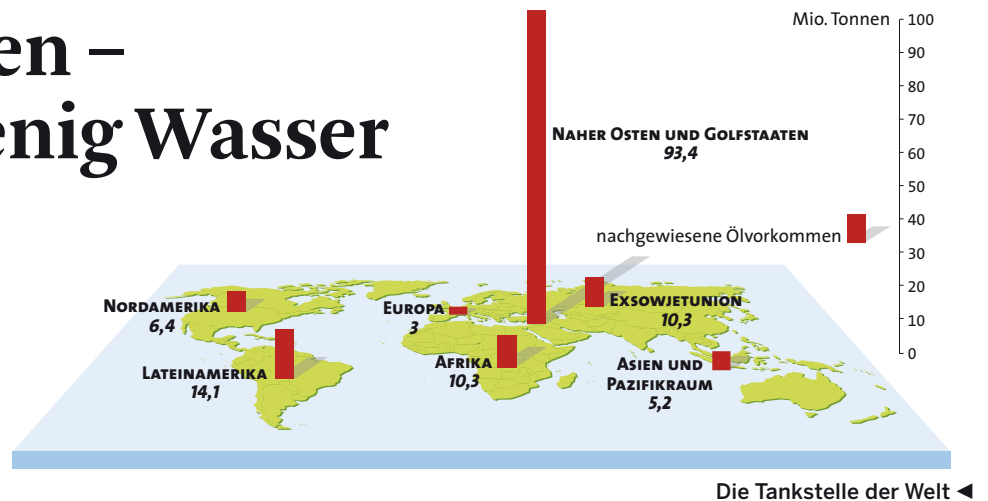 en –
enig Wasser
Mio. Tonnen
100
90
80
70
60
50
40
30
20
10
0
NAHER OSTEN UND GOLFSTAATEN
93,4
nachgewiesene Ölvorkommen
NORDAMERIKA
6,4
EUROPA
3
EXSOWJETUNION
10,3
LATEINAMERIKA
14,1
AFRIKA
10,3
ASIEN UND
PAZIFIKRAUM
5,2
Die Tankstelle der Welt ◄